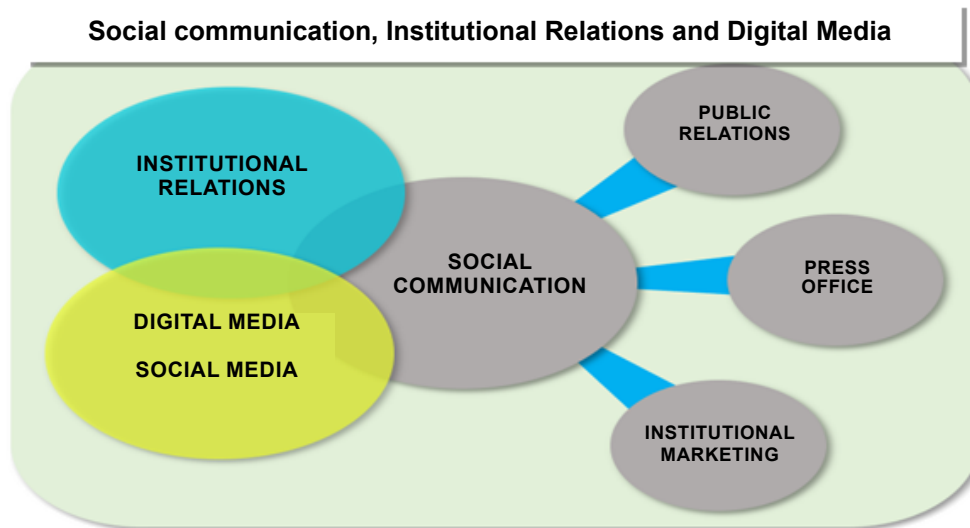 Social communication, Institutional Relations and Digital Media
INSTITUTIONAL
RELATIONS
DIGITAL MEDIA
SOCIAL MEDIA
SOCIAL
COMMUNICATION
PUBLIC
RELATIONS
PRESS
OFFICE
INSTITUTIONAL
MARKETING